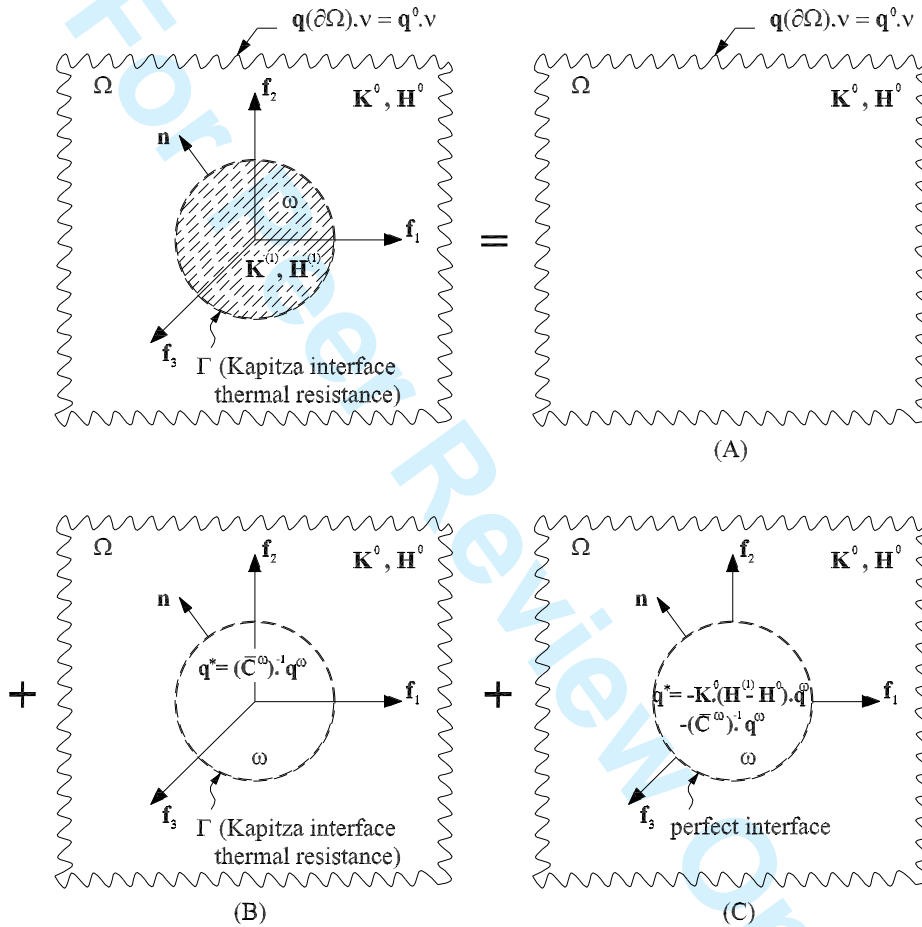 q(∂Ω).ν = q⁰.ν
Ω
K⁰ , H⁰
f₂
n
ω
f₁
K⁽¹⁾ , H⁽¹⁾
f₃
Γ (Kapitza interface
thermal resistance)
=
q(∂Ω).ν = q⁰.ν
Ω
K⁰ , H⁰
(A)
+
Ω
K⁰ , H⁰
f₂
n
q* = (C̅^ω)⁻¹. q^ω
f₁
ω
f₃
Γ (Kapitza interface
thermal resistance)
(B)
+
Ω
K⁰ , H⁰
f₂
n
q* = -K⁰.(H⁽¹⁾- H⁰).q^ω
-(C̅^ω)⁻¹. q^ω
f₁
ω
f₃
perfect interface
(C)
For Peer Review On